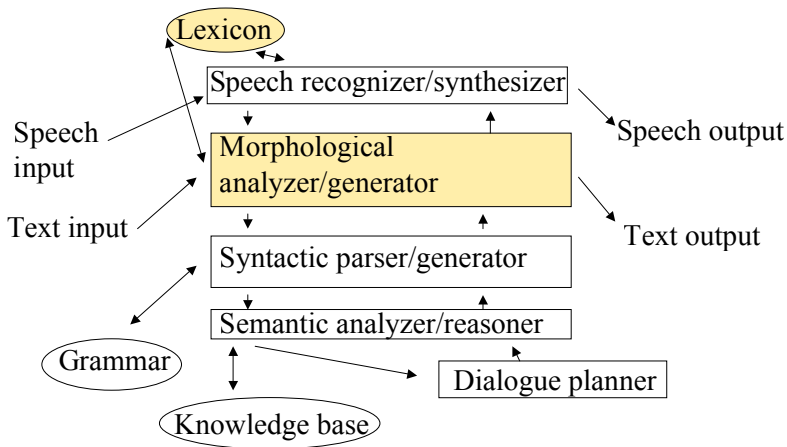 Lexicon
Speech recognizer/synthesizer
Speech
input
Speech output
Morphological
analyzer/generator
Text input
Text output
Syntactic parser/generator
Semantic analyzer/reasoner
Grammar
Dialogue planner
Knowledge base